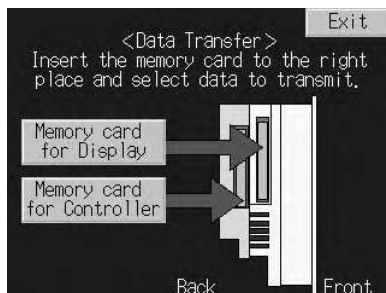 Exit
<Data Transfer>
Insert the memory card to the right
place and select data to transmit.
Memory card
for Display
Memory card
for Controller
Back
Front